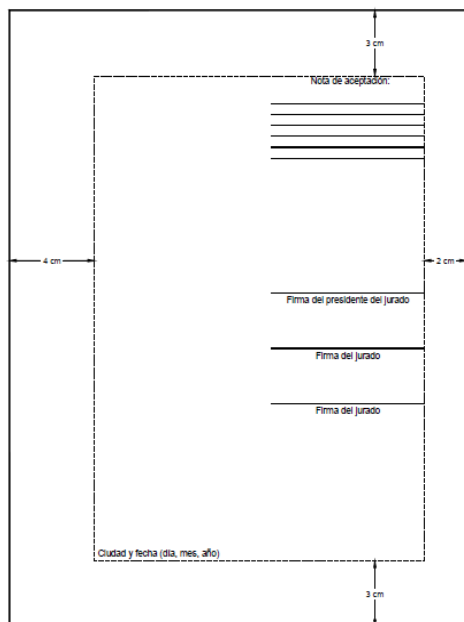 3 cm
Nota de aceptación:
4 cm
2 cm
Firma del presidente del jurado
Firma del jurado
Firma del jurado
Ciudad y fecha (día, mes, año)
3 cm